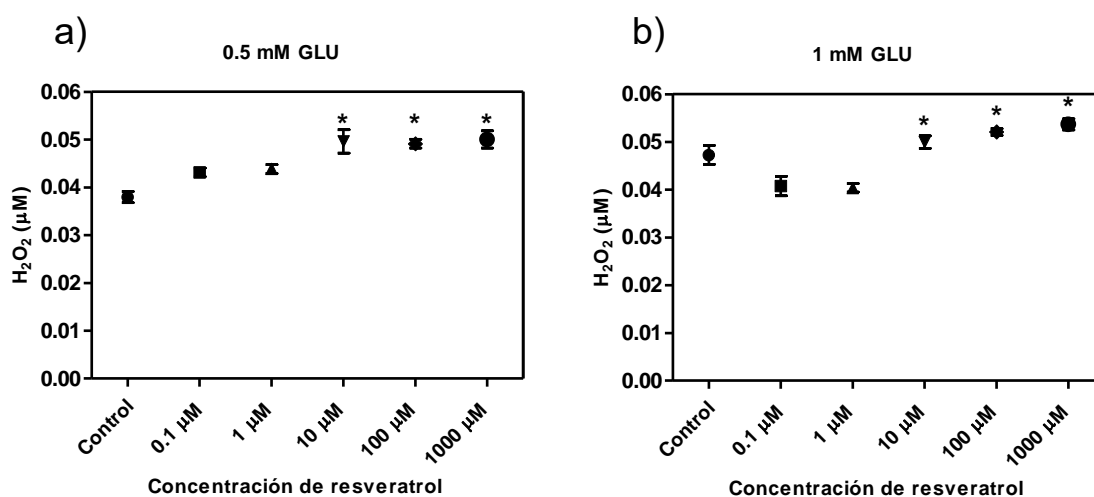 a)
0.5 mM GLU
0.06
0.05
0.04
0.03
0.02
0.01
0.00
H₂O₂ (µM)
* * *
Control
0.1 µM
1 µM
10 µM
100 µM
1000 µM
Concentración de resveratrol
b)
1 mM GLU
0.06
0.05
0.04
0.03
0.02
0.01
0.00
H₂O₂ (µM)
* * *
Control
0.1 µM
1 µM
10 µM
100 µM
1000 µM
Concentración de resveratrol